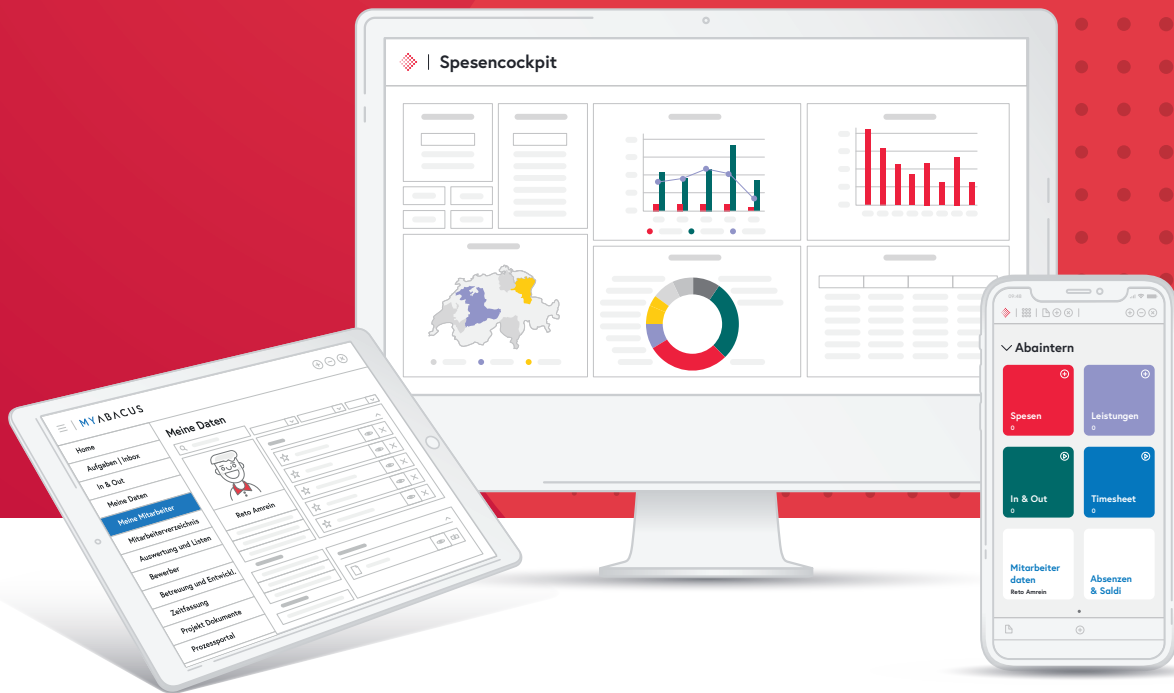 Spesencockpit
MYABACUS
Home
Aufgaben | Inbox
In & Out
Meine Daten
Meine Mitarbeiter
Mitarbeiterverzeichnis
Auswertung und Listen
Bewerber
Betreuung und Entwickl.
Zeitfassung
Projekt Dokumente
Prozessportal
Meine Daten
Reto Amrein
Abaintern
Spesen
0
Leistungen
0
In & Out
0
Timesheet
0
Mitarbeiter
daten
Reto Amrein
Absenzen
& Saldi